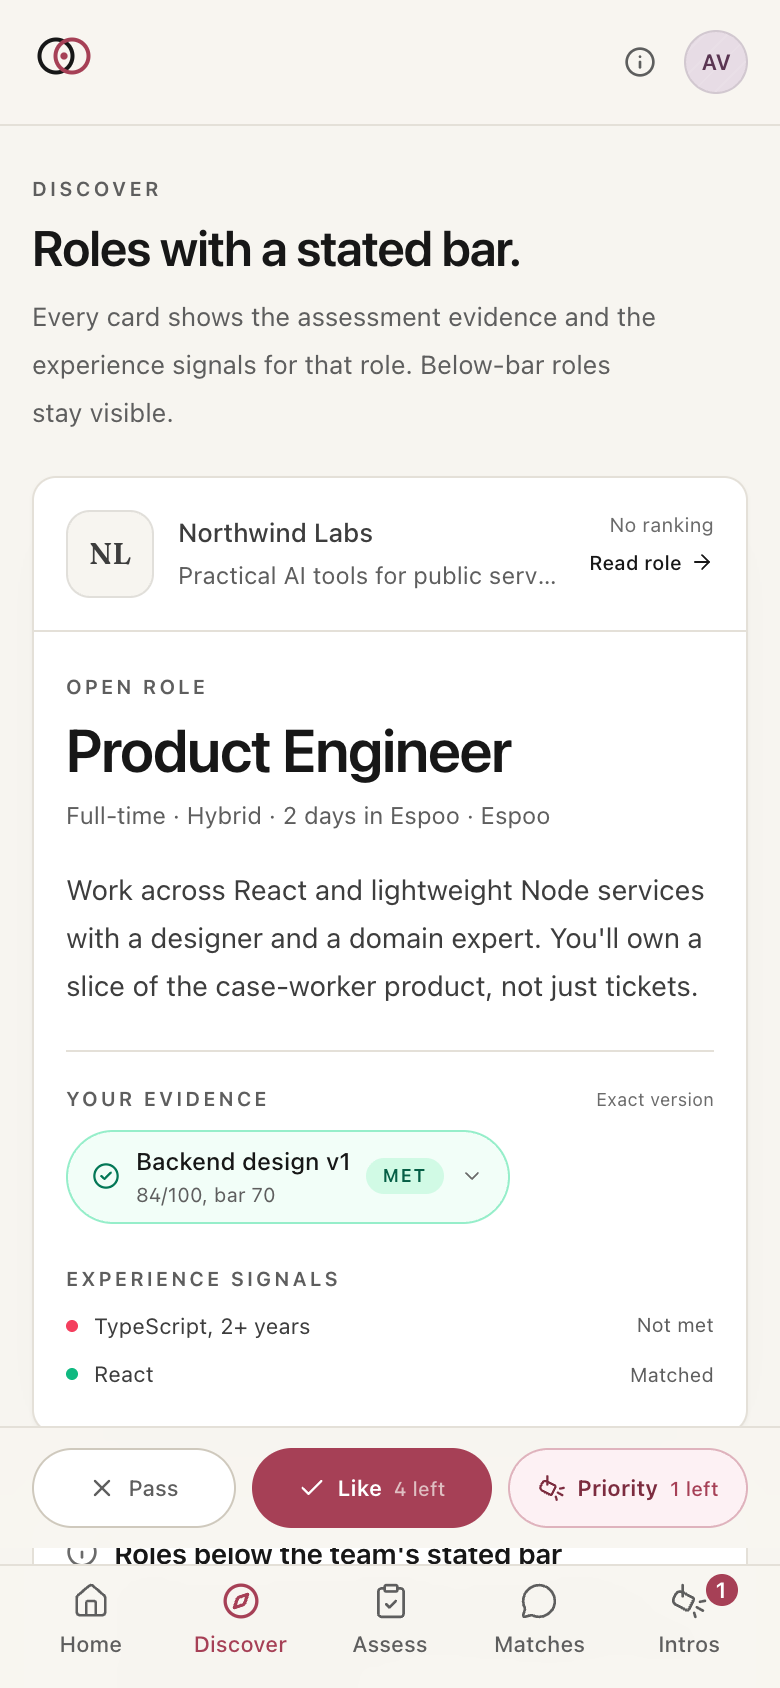 AV
DISCOVER
Roles with a stated bar.
Every card shows the assessment evidence and the
experience signals for that role. Below-bar roles
stay visible.
NL
Northwind Labs
Practical AI tools for public serv...
No ranking
Read role
OPEN ROLE
Product Engineer
Full-time · Hybrid · 2 days in Espoo · Espoo
Work across React and lightweight Node services
with a designer and a domain expert. You'll own a
slice of the case-worker product, not just tickets.
YOUR EVIDENCE
Exact version
Backend design v1
84/100, bar 70
MET
EXPERIENCE SIGNALS
TypeScript, 2+ years
Not met
React
Matched
Pass
Like 4 left
Priority 1 left
Roles below the team's stated bar
Home
Discover
Assess
Matches
Intros
1